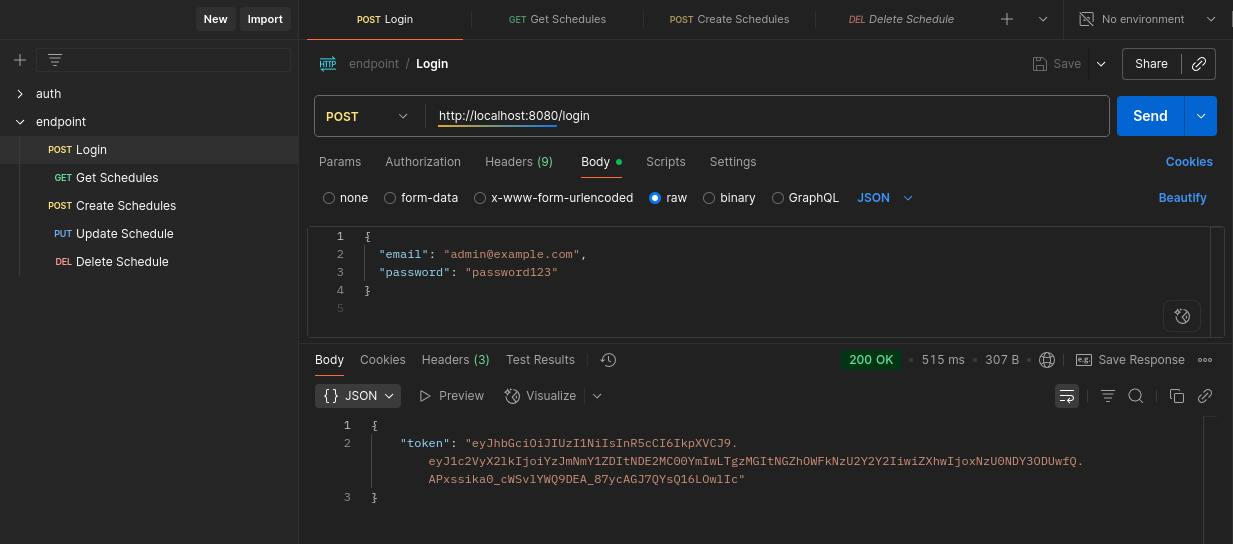 New Import
POST Login GET Get Schedules POST Create Schedules DEL Delete Schedule No environment
endpoint / Login Save Share
auth
endpoint
POST Login
GET Get Schedules
POST Create Schedules
PUT Update Schedule
DEL Delete Schedule
POST http://localhost:8080/login Send
Params Authorization Headers (9) Body Scripts Settings Cookies
none form-data x-www-form-urlencoded raw binary GraphQL JSON Beautify
1 {
2 "email": "admin@example.com",
3 "password": "password123"
4 }
5
Body Cookies Headers (3) Test Results 200 OK • 515 ms • 307 B e.g. Save Response
{} JSON Preview Visualize
1 {
2 "token": "eyJhbGciOiJIUzI1NiIsInR5cCI6IkpXVCJ9.
eyJ1c2VyX2lkIjoiYzJmNmY1ZDItNDE2MC00YmIwLTgzMGItNGZhOWFkNzU2Y2Y2IiwiZXhwIjoxNzU0NDY3ODUwfQ.
APxssika0_cWSvlYWQ9DEA_87ycAGJ7QYsQ16LOwlIc"
3 }